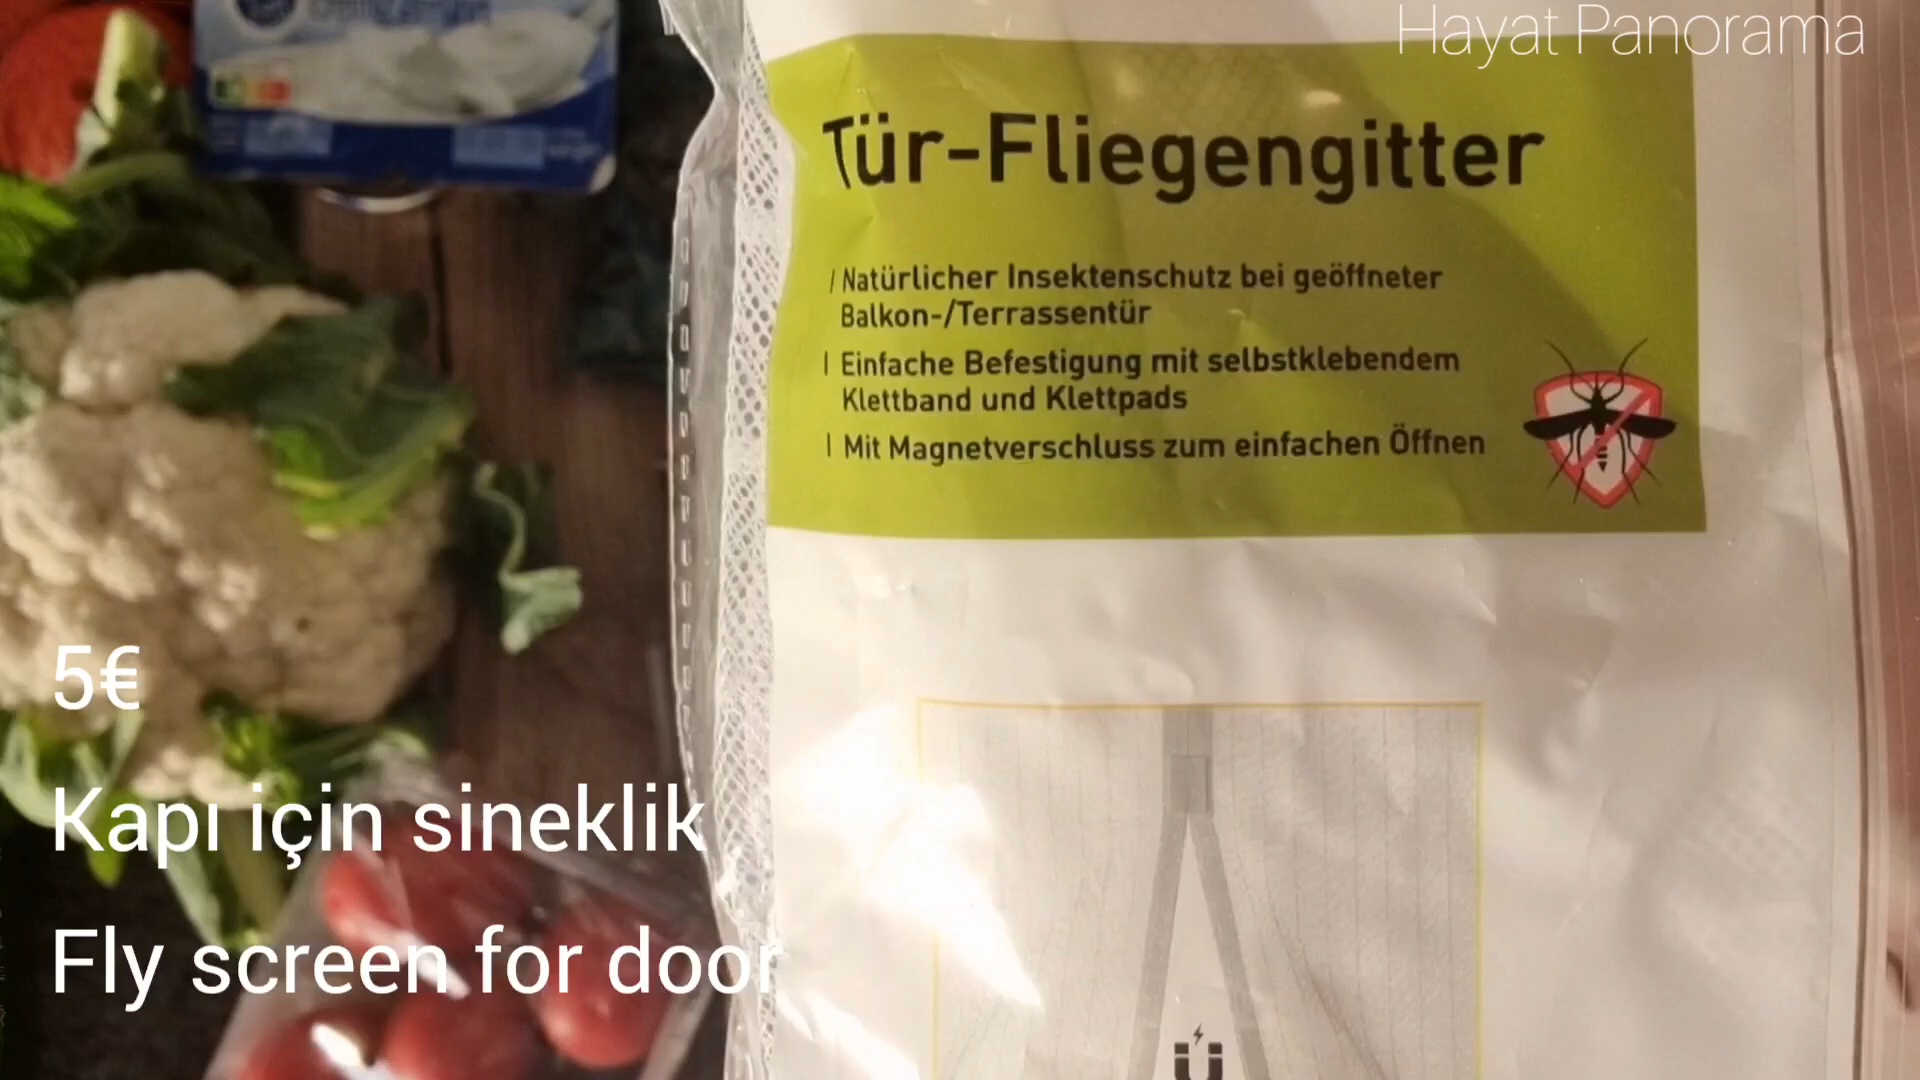 Hayat Panorama
Tür-Fliegengitter
/ Natürlicher Insektenschutz bei geöffneter
Balkon-/Terrassentür
| Einfache Befestigung mit selbstklebendem
Klettband und Klettpads
| Mit Magnetverschluss zum einfachen Öffnen
5€
Kapı için sineklik
Fly screen for door